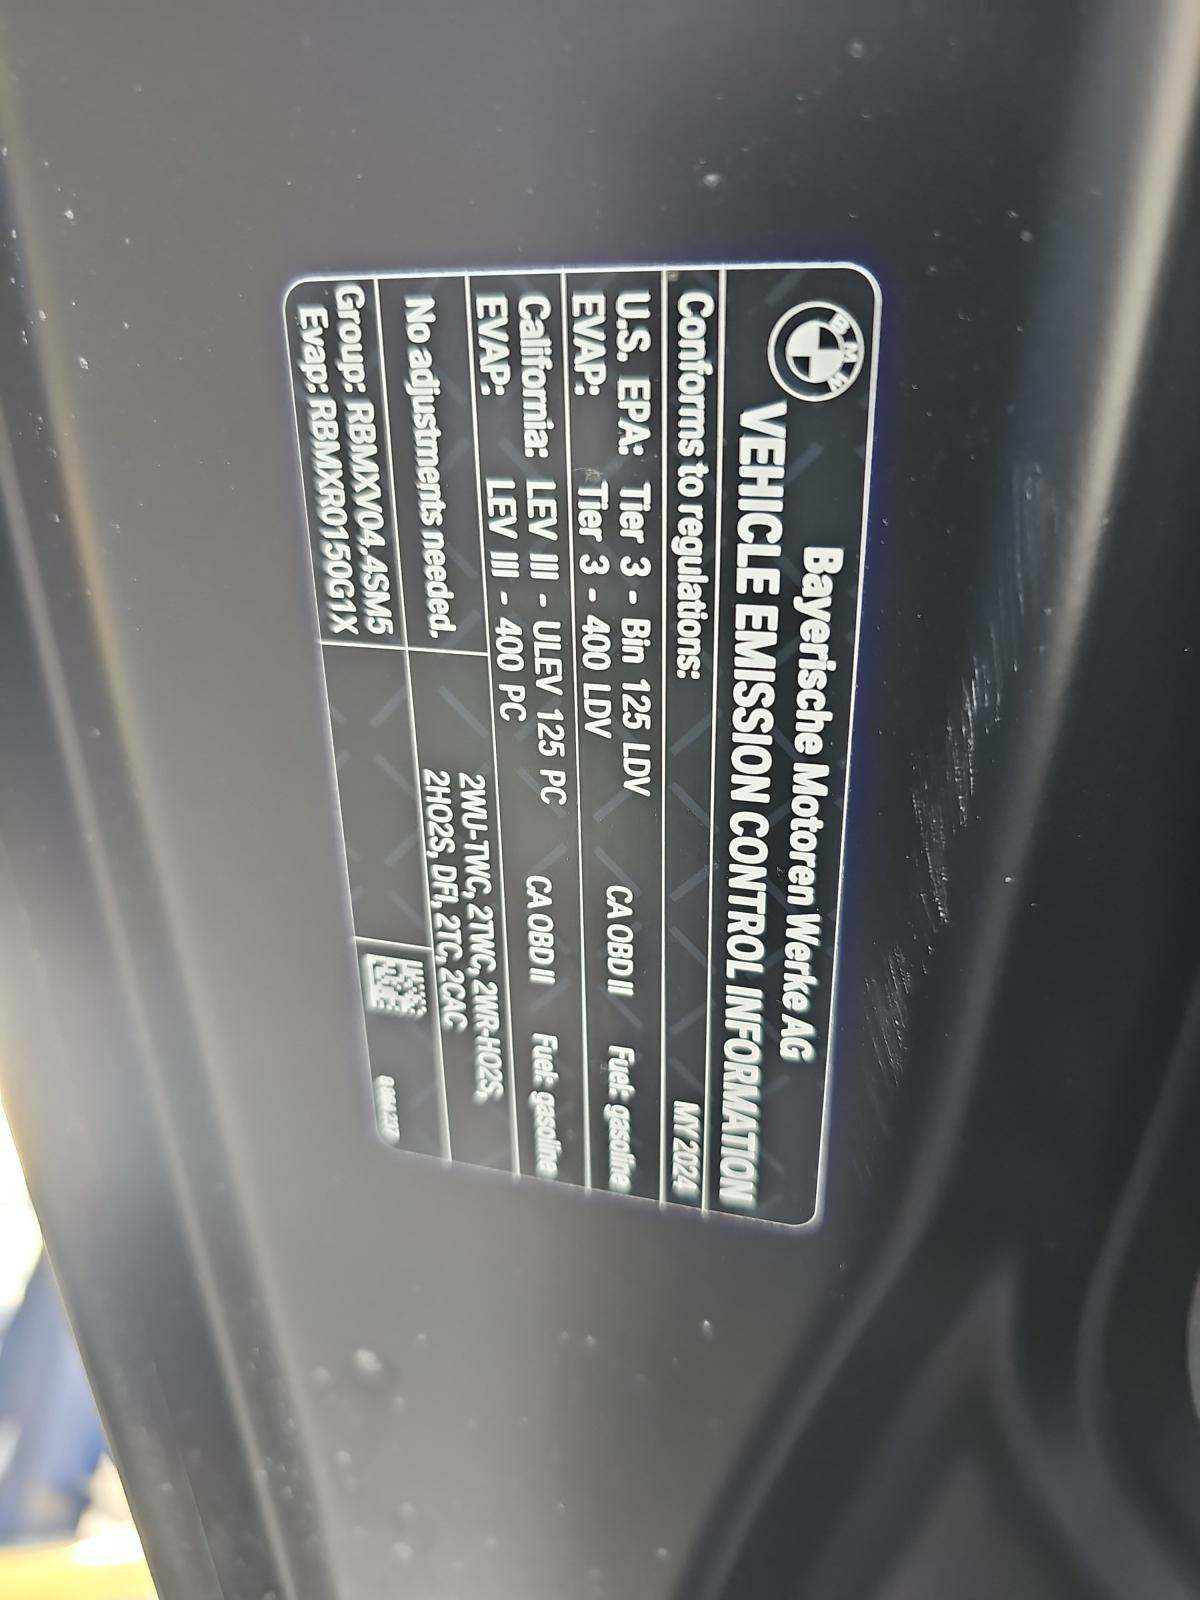 BMW
Bayerische Motoren Werke AG
VEHICLE EMISSION CONTROL INFORMATION
Conforms to regulations: MY 2024
U.S. EPA: Tier 3 - Bin 125 LDV CA OBD II Fuel: gasoline
EVAP: Tier 3 - 400 LDV
California: LEV III - ULEV 125 PC CA OBD II Fuel: gasoline
EVAP: LEV III - 400 PC
No adjustments needed.
2WU-TWC, 2TWC, 2WR-HO2S,
2HO2S, DFI, 2TC, 2CAC
Group: RBMXV04.4SM5
Evap: RBMXR0150G1X